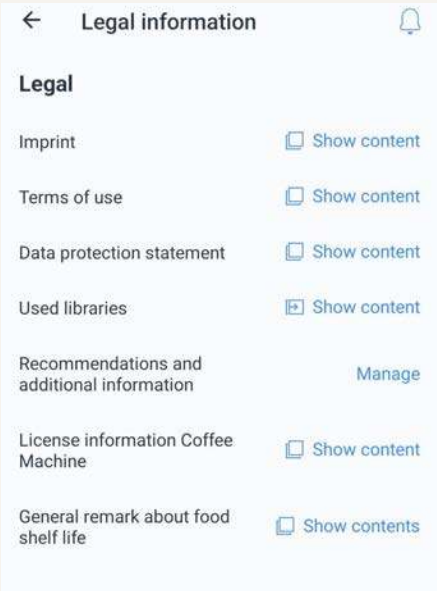 Legal information
Legal
Imprint Show content
Terms of use Show content
Data protection statement Show content
Used libraries Show content
Recommendations and
additional information Manage
License information Coffee
Machine Show content
General remark about food
shelf life Show contents